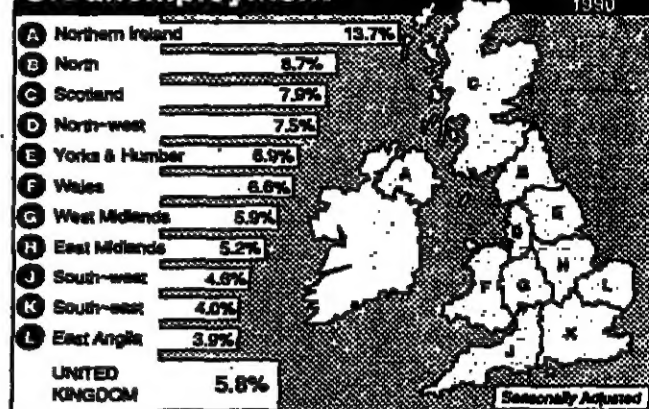 1990
A Northern Ireland 13.7%
B North 8.7%
C Scotland 7.9%
D North-west 7.5%
E Yorks & Humber 6.9%
F Wales 6.6%
G West Midlands 5.9%
H East Midlands 5.2%
J South-west 4.6%
K South-east 4.0%
L East Anglia 3.9%
UNITED
KINGDOM 5.8%
C
A
B
E
D
H
F
G
L
K
J
Seasonally Adjusted